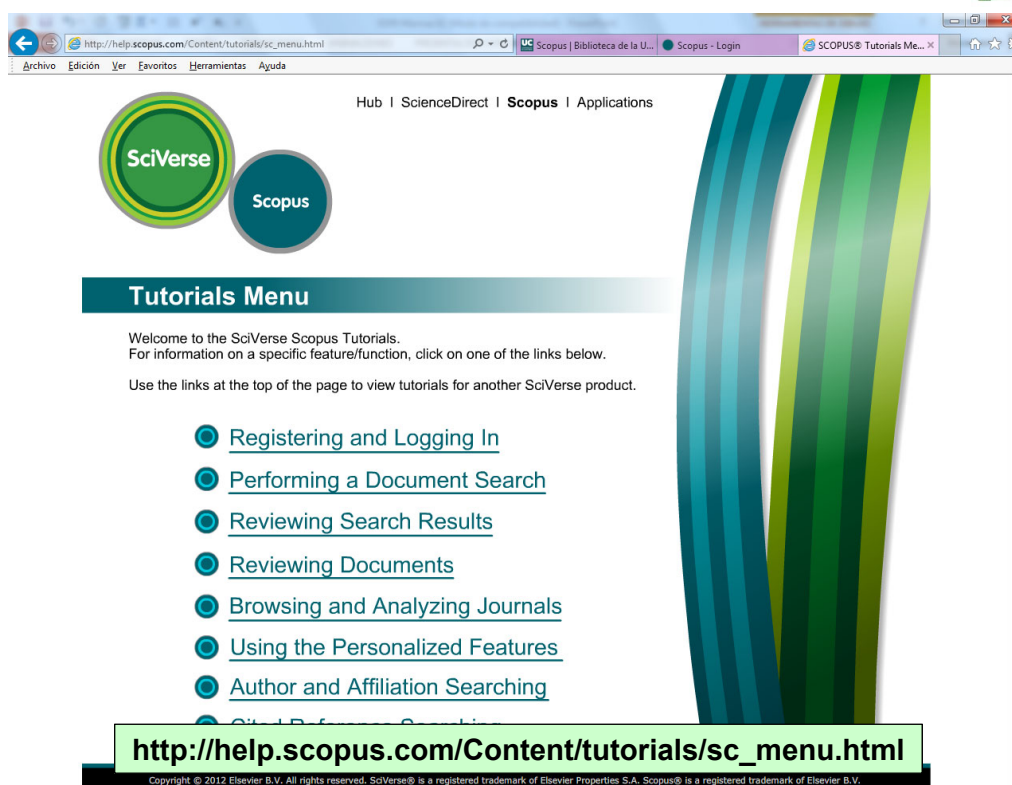 http://help.scopus.com/Content/tutorials/sc_menu.html
Scopus | Biblioteca de la U...
Scopus - Login
SCOPUS® Tutorials Me...
Archivo Edición Ver Favoritos Herramientas Ayuda
Hub | ScienceDirect | Scopus | Applications
SciVerse
Scopus
Tutorials Menu
Welcome to the SciVerse Scopus Tutorials.
For information on a specific feature/function, click on one of the links below.
Use the links at the top of the page to view tutorials for another SciVerse product.
Registering and Logging In
Performing a Document Search
Reviewing Search Results
Reviewing Documents
Browsing and Analyzing Journals
Using the Personalized Features
Author and Affiliation Searching
Cited Reference Searching
http://help.scopus.com/Content/tutorials/sc_menu.html
Copyright © 2012 Elsevier B.V. All rights reserved. SciVerse® is a registered trademark of Elsevier Properties S.A. Scopus® is a registered trademark of Elsevier B.V.